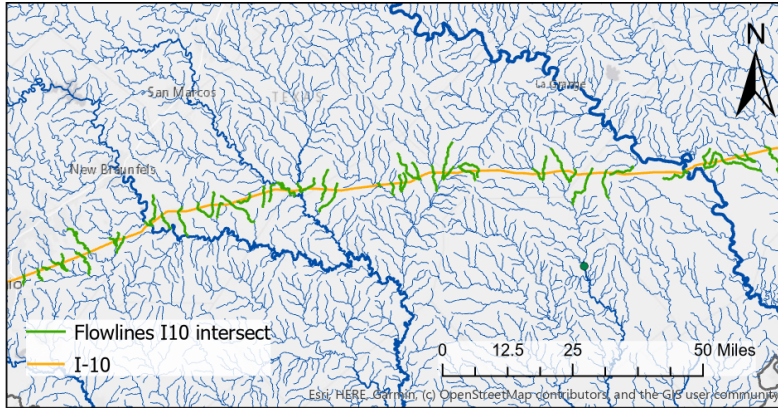 N
San Marcos
TEXAS
La Grange
New Braunfels
Flowlines I10 intersect
I-10
0 12.5 25 50 Miles
Esri, HERE, Garmin, (c) OpenStreetMap contributors, and the GIS user